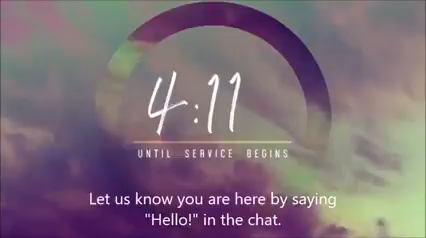 4:11
UNTIL SERVICE BEGINS
Let us know you are here by saying
"Hello!" in the chat.